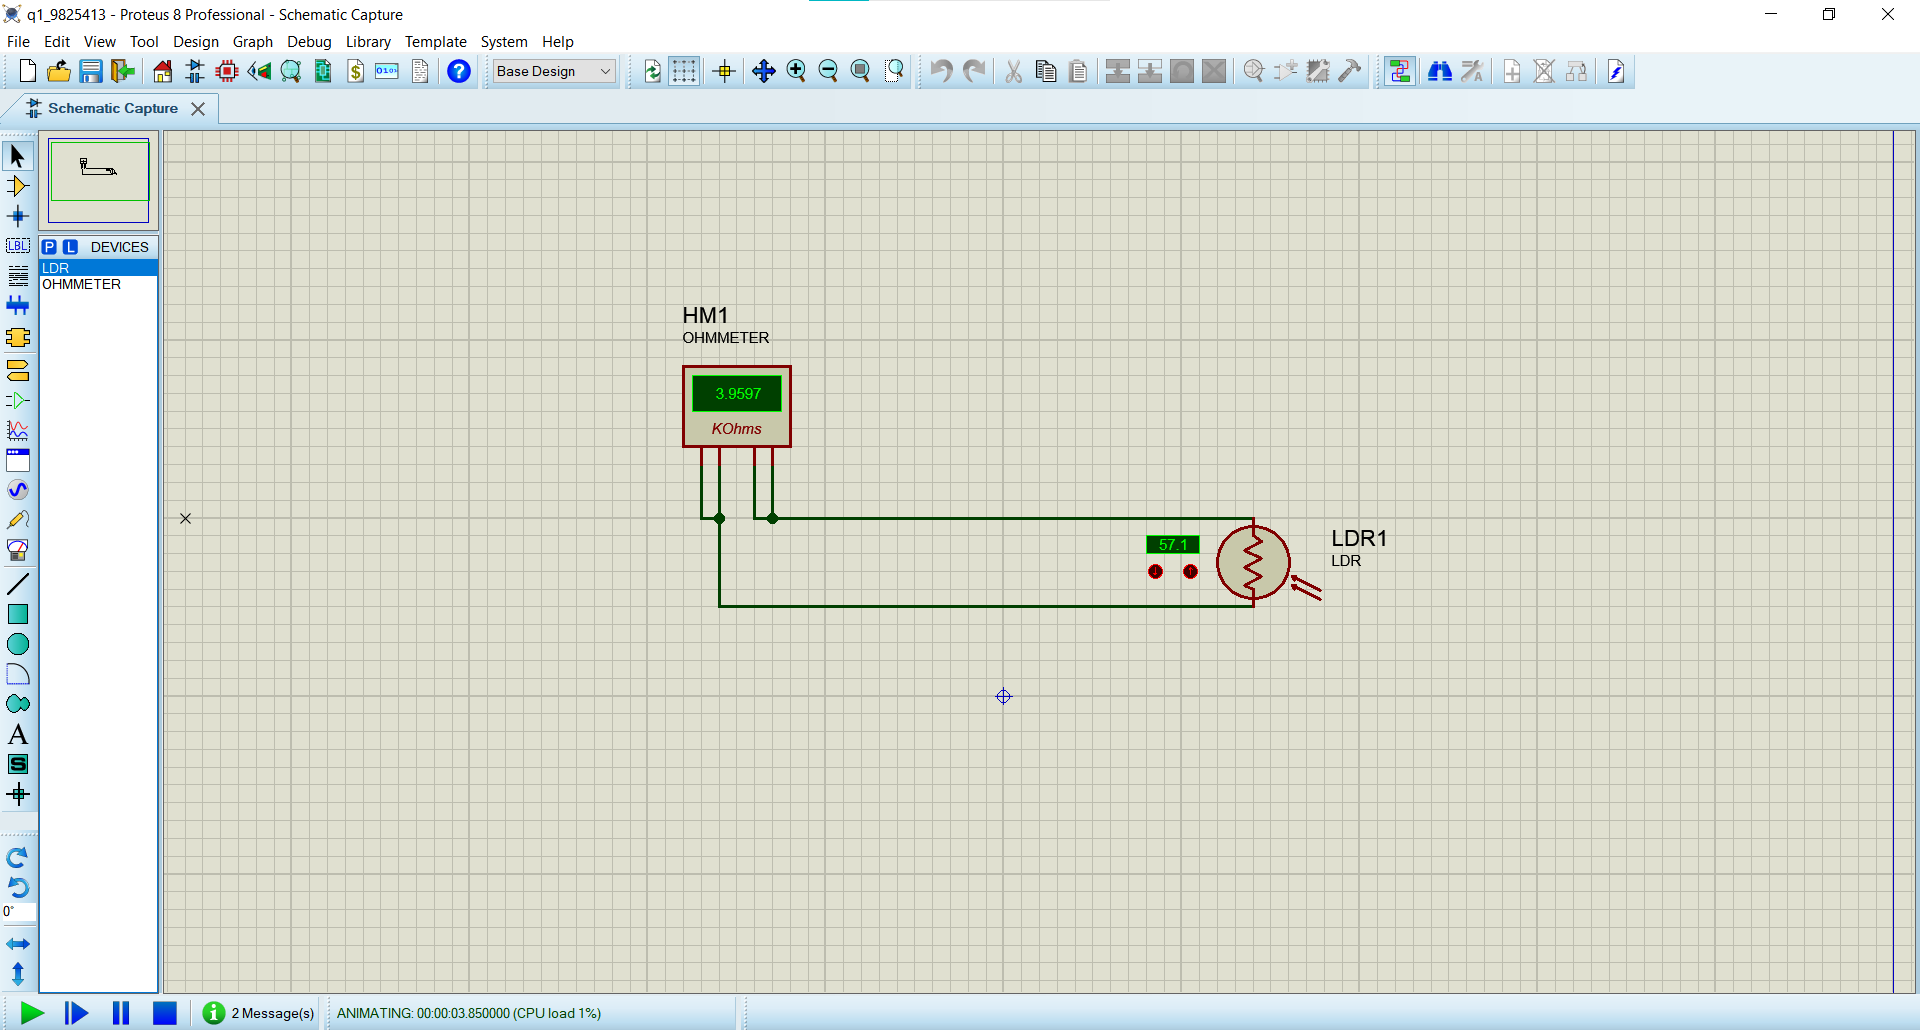 q1_9825413 - Proteus 8 Professional - Schematic Capture
File Edit View Tool Design Graph Debug Library Template System Help
$ 0101 ? Base Design
Schematic Capture
LBL
P L DEVICES
LDR
OHMMETER
HM1
OHMMETER
3.9597
KOhms
57.1
LDR1
LDR
A
S
0°
2 Message(s) ANIMATING: 00:00:03.850000 (CPU load 1%)